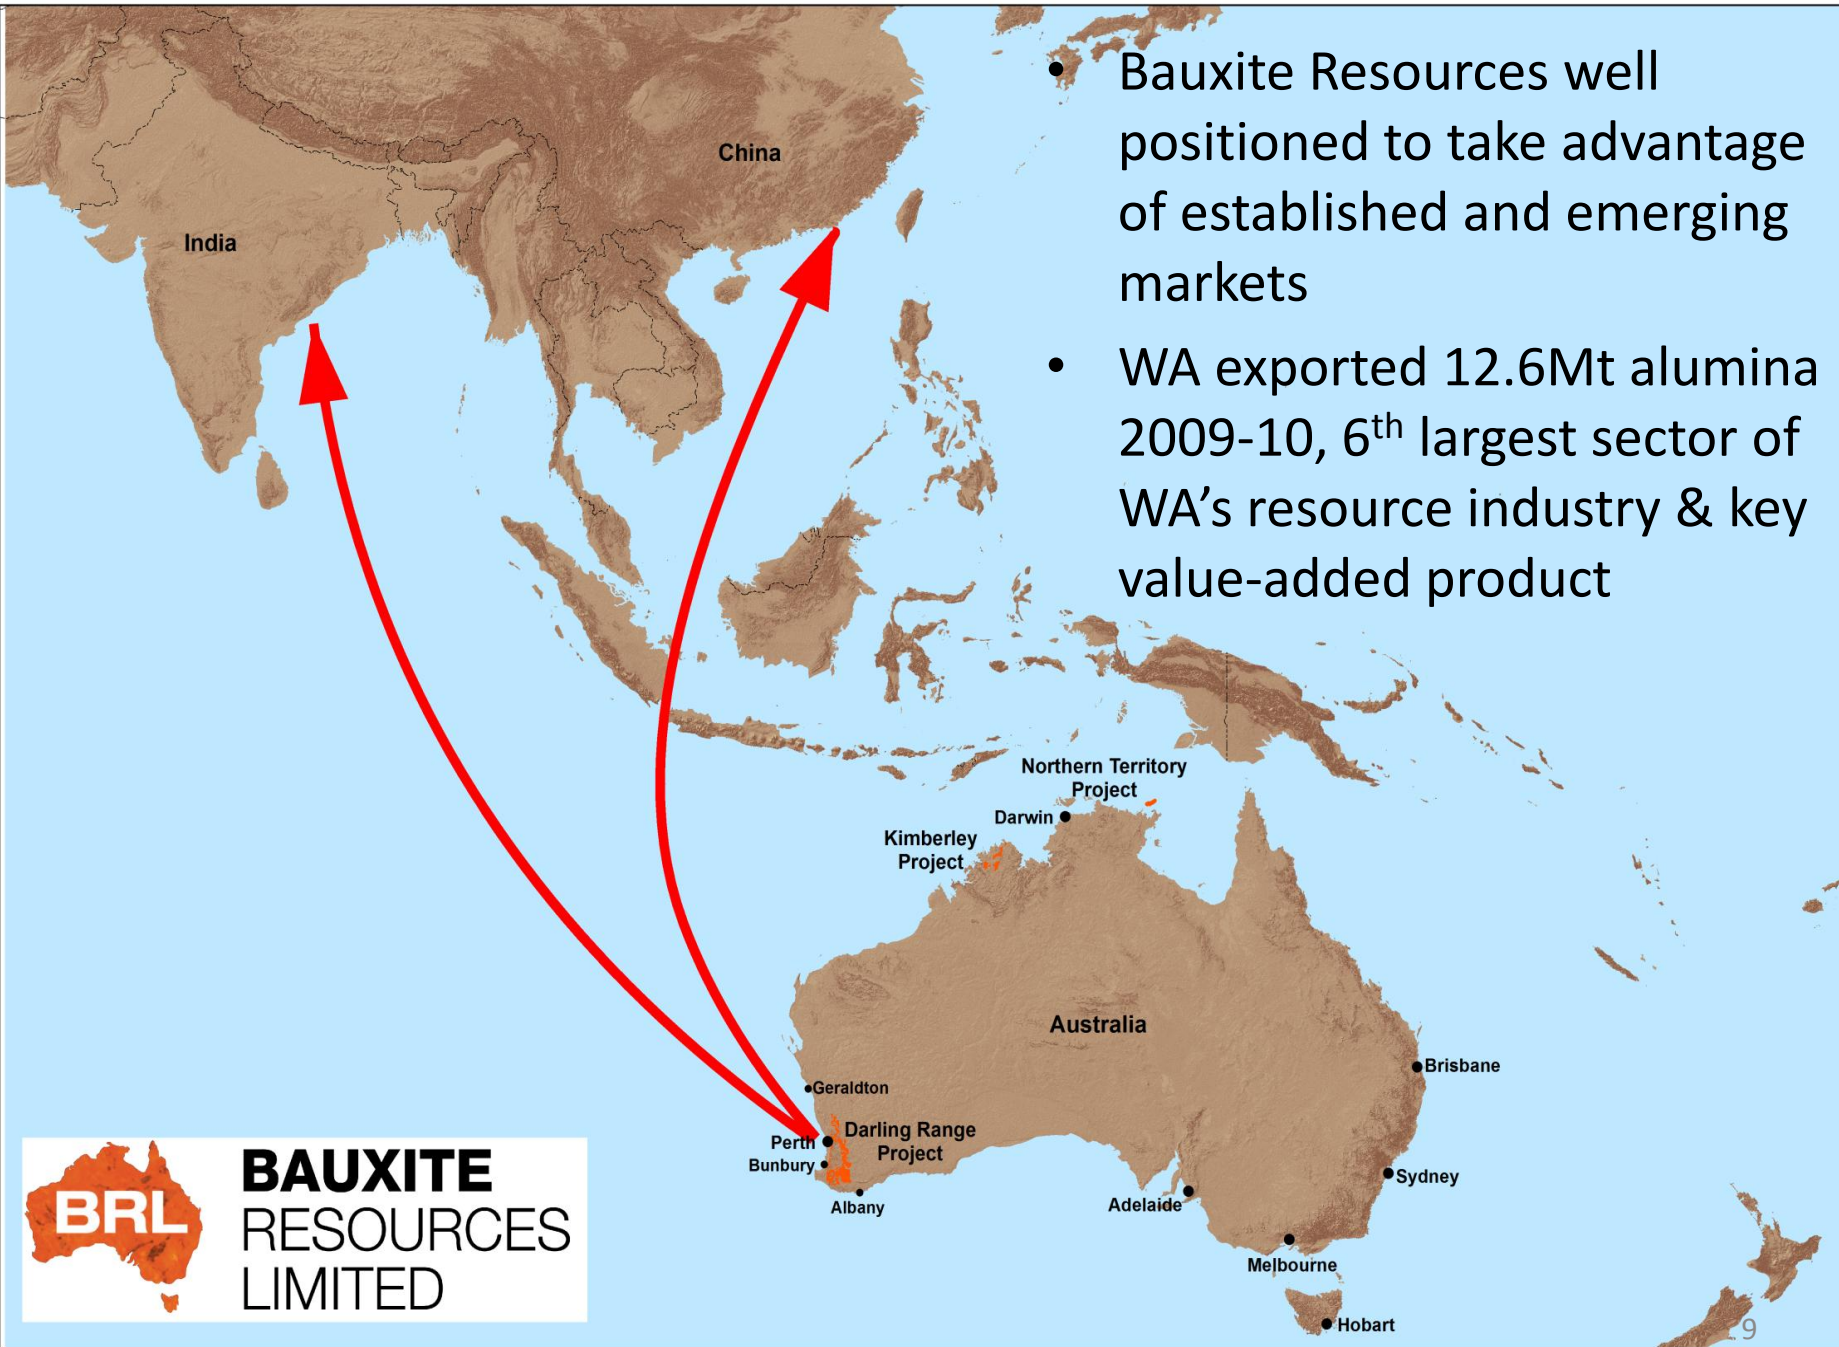 • Bauxite Resources well
positioned to take advantage
of established and emerging
markets
• WA exported 12.6Mt alumina
2009-10, 6th largest sector of
WA’s resource industry & key
value-added product
China
India
Northern Territory
Project
Darwin
Kimberley
Project
Australia
Brisbane
Geraldton
Perth
Darling Range
Project
Bunbury
Albany
Adelaide
Sydney
Melbourne
Hobart
BRL
BAUXITE
RESOURCES
LIMITED
9